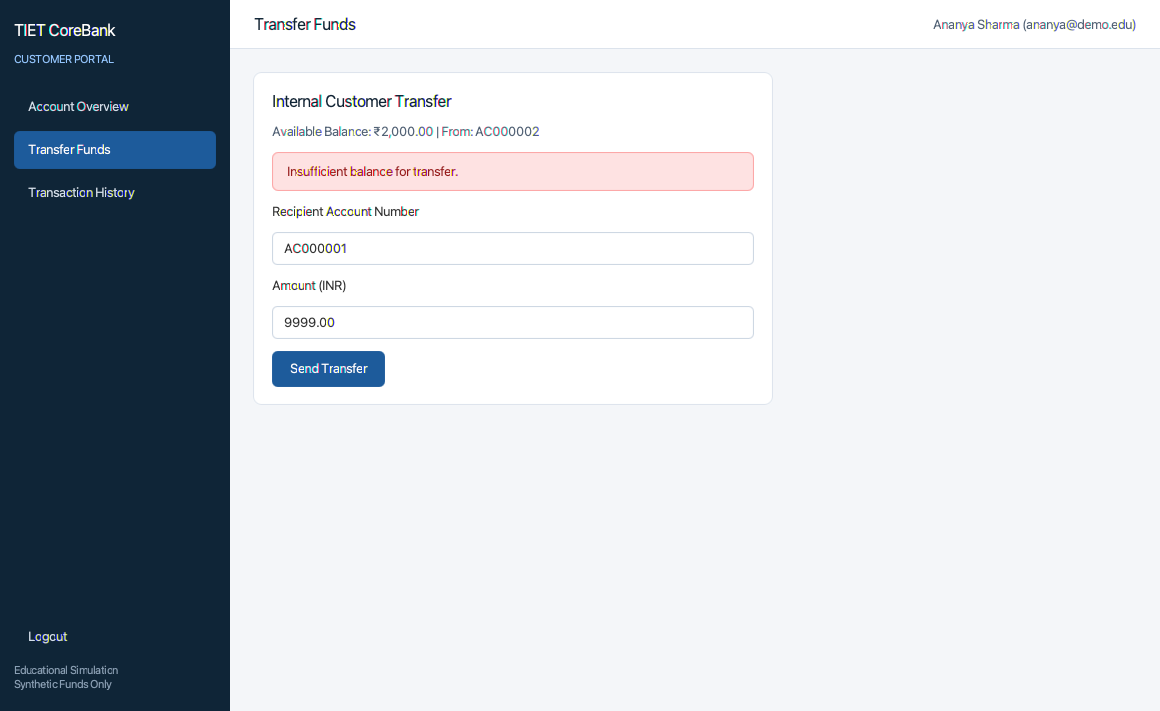 TIET CoreBank
CUSTOMER PORTAL
Account Overview
Transfer Funds
Transaction History
Logout
Educational Simulation
Synthetic Funds Only
Transfer Funds
Ananya Sharma (ananya@demo.edu)
Internal Customer Transfer
Available Balance: ₹2,000.00 | From: AC000002
Insufficient balance for transfer.
Recipient Account Number
AC000001
Amount (INR)
9999.00
Send Transfer